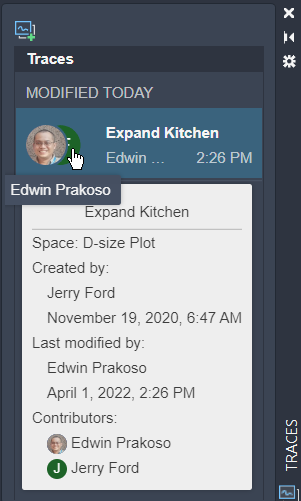 Traces
MODIFIED TODAY
Expand Kitchen
Edwin ... 2:26 PM
Edwin Prakoso
Expand Kitchen
Space: D-size Plot
Created by:
Jerry Ford
November 19, 2020, 6:47 AM
Last modified by:
Edwin Prakoso
April 1, 2022, 2:26 PM
Contributors:
Edwin Prakoso
J Jerry Ford
TRACES